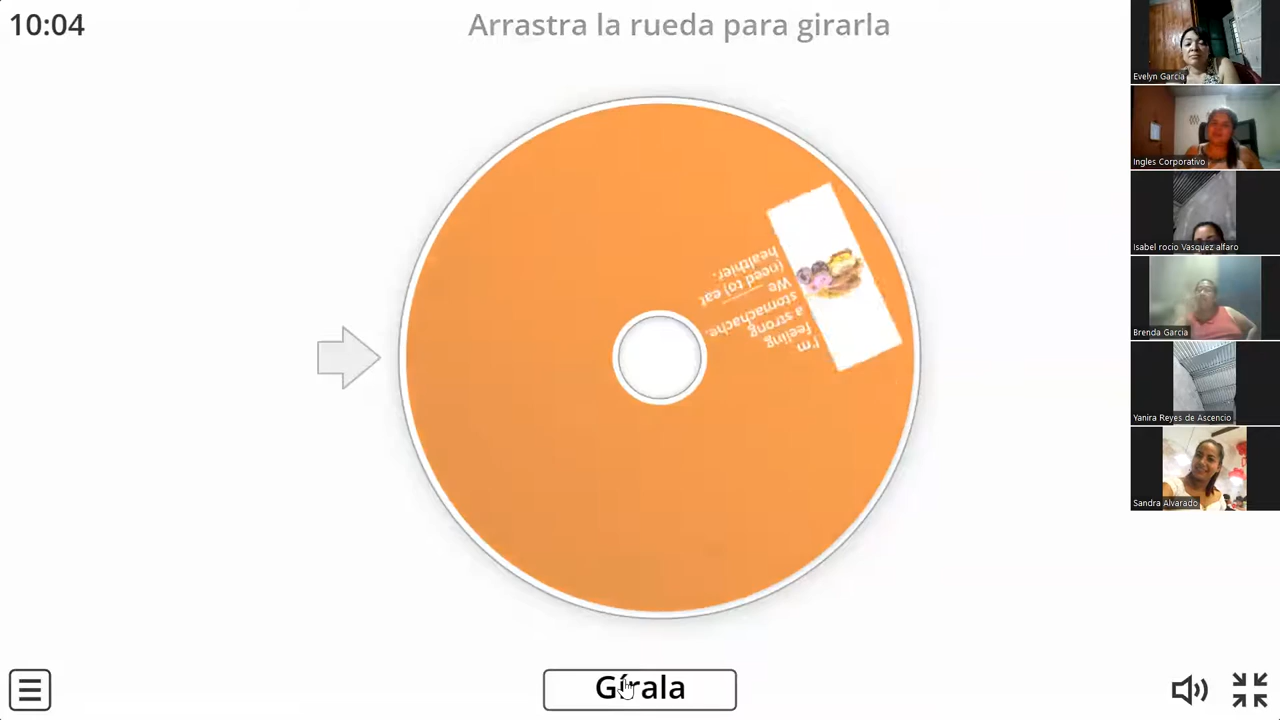 10:04
Arrastra la rueda para girarla
I'm
feeling
a strong
stomachache.
We
(need to) eat
healthier.
Gírala
Evelyn García
Ingles Corporativo
Isabel rocio Vasquez alfaro
Brenda Garcia
Yanira Reyes de Ascencio
Sandra Alvarado